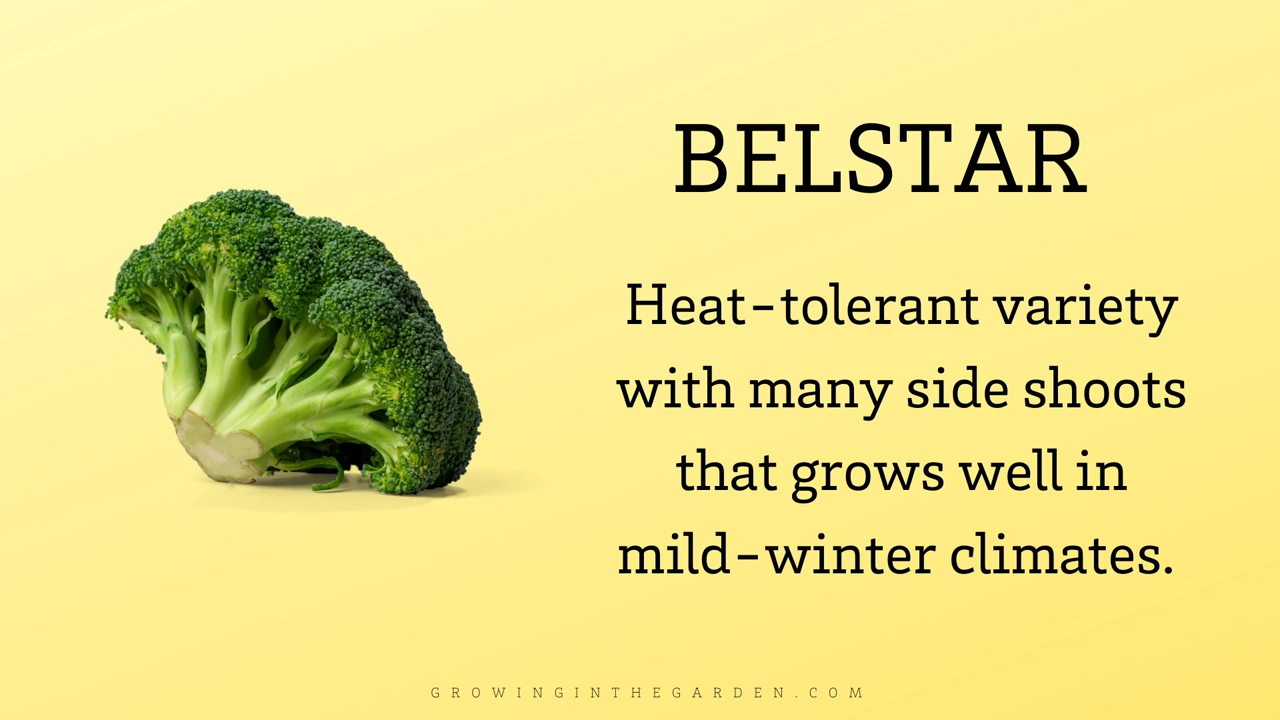 BELSTAR
Heat-tolerant variety
with many side shoots
that grows well in
mild-winter climates.
GROWINGINTHEGARDEN.COM